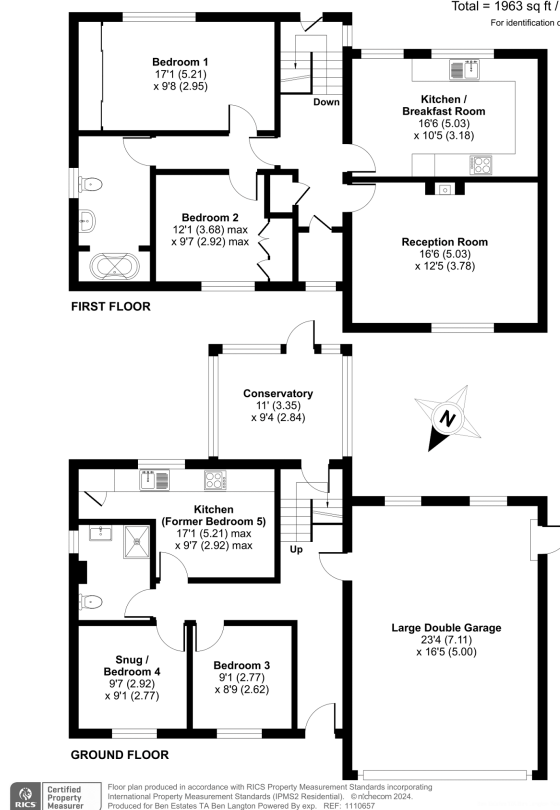 Total = 1963 sq ft /
For identification o
Bedroom 1
17'1 (5.21)
x 9'8 (2.95)
Down
Kitchen /
Breakfast Room
16'6 (5.03)
x 10'5 (3.18)
Bedroom 2
12'1 (3.68) max
x 9'7 (2.92) max
Reception Room
16'6 (5.03)
x 12'5 (3.78)
FIRST FLOOR
Conservatory
11' (3.35)
x 9'4 (2.84)
N
Kitchen
(Former Bedroom 5)
17'1 (5.21) max
x 9'7 (2.92) max
Up
Large Double Garage
23'4 (7.11)
x 16'5 (5.00)
Snug /
Bedroom 4
9'7 (2.92)
x 9'1 (2.77)
Bedroom 3
9'1 (2.77)
x 8'9 (2.62)
GROUND FLOOR
RICS
Certified
Property
Measurer
Floor plan produced in accordance with RICS Property Measurement Standards incorporating
International Property Measurement Standards (IPMS2 Residential). ©nichecom 2024.
Produced for Ben Estates TA Ben Langton Powered By exp. REF: 1110657